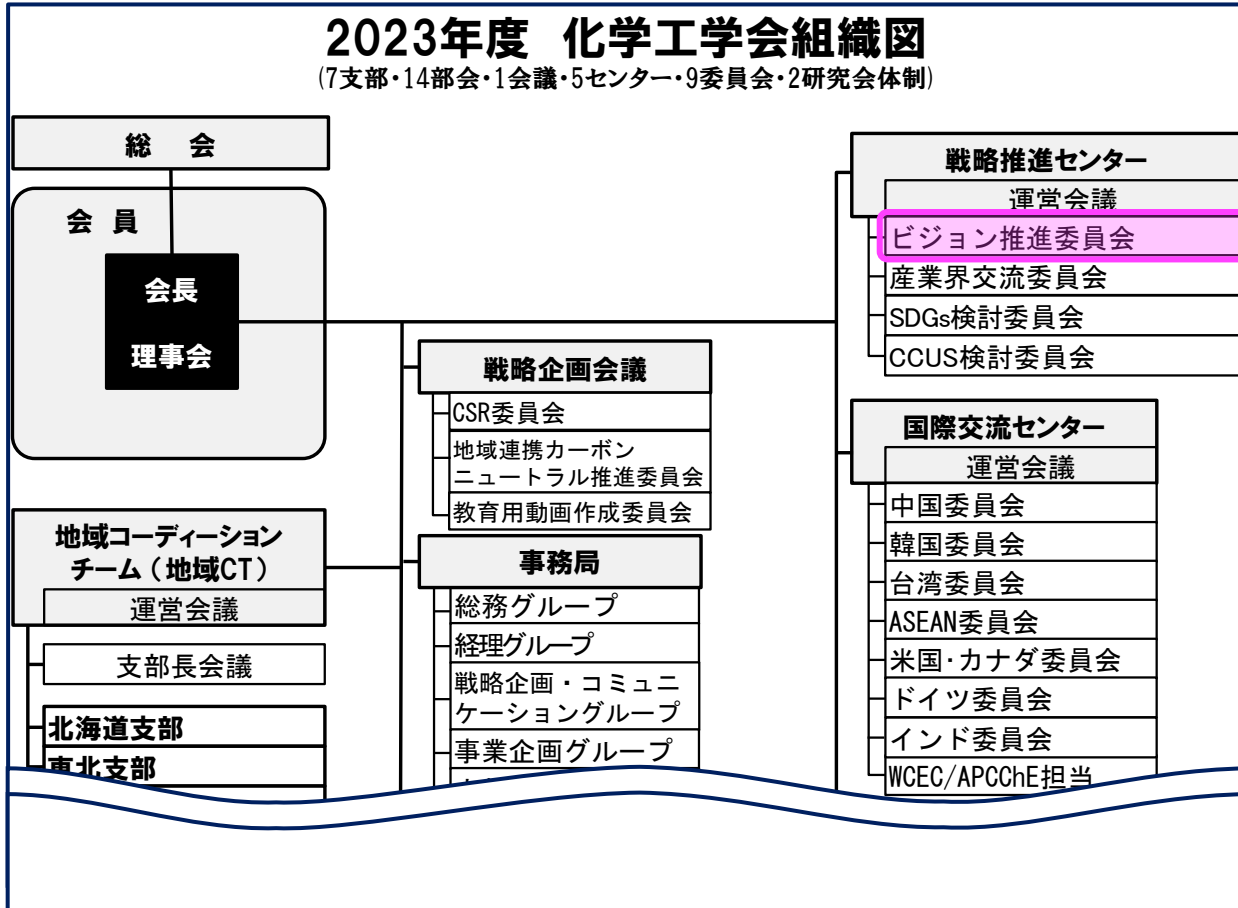 2023年度 化学工学会組織図
(7支部・14部会・1会議・5センター・9委員会・2研究会体制)
総 会
会 員
会長
理事会
地域コーディーション
チーム（地域CT）
運営会議
支部長会議
北海道支部
東北支部
戦略企画会議
CSR委員会
地域連携カーボン
ニュートラル推進委員会
教育用動画作成委員会
事務局
総務グループ
経理グループ
戦略企画・コミュニ
ケーショングループ
事業企画グループ
戦略推進センター
運営会議
ビジョン推進委員会
産業界交流委員会
SDGs検討委員会
CCUS検討委員会
国際交流センター
運営会議
中国委員会
韓国委員会
台湾委員会
ASEAN委員会
米国・カナダ委員会
ドイツ委員会
インド委員会
WCEC/APCChE担当